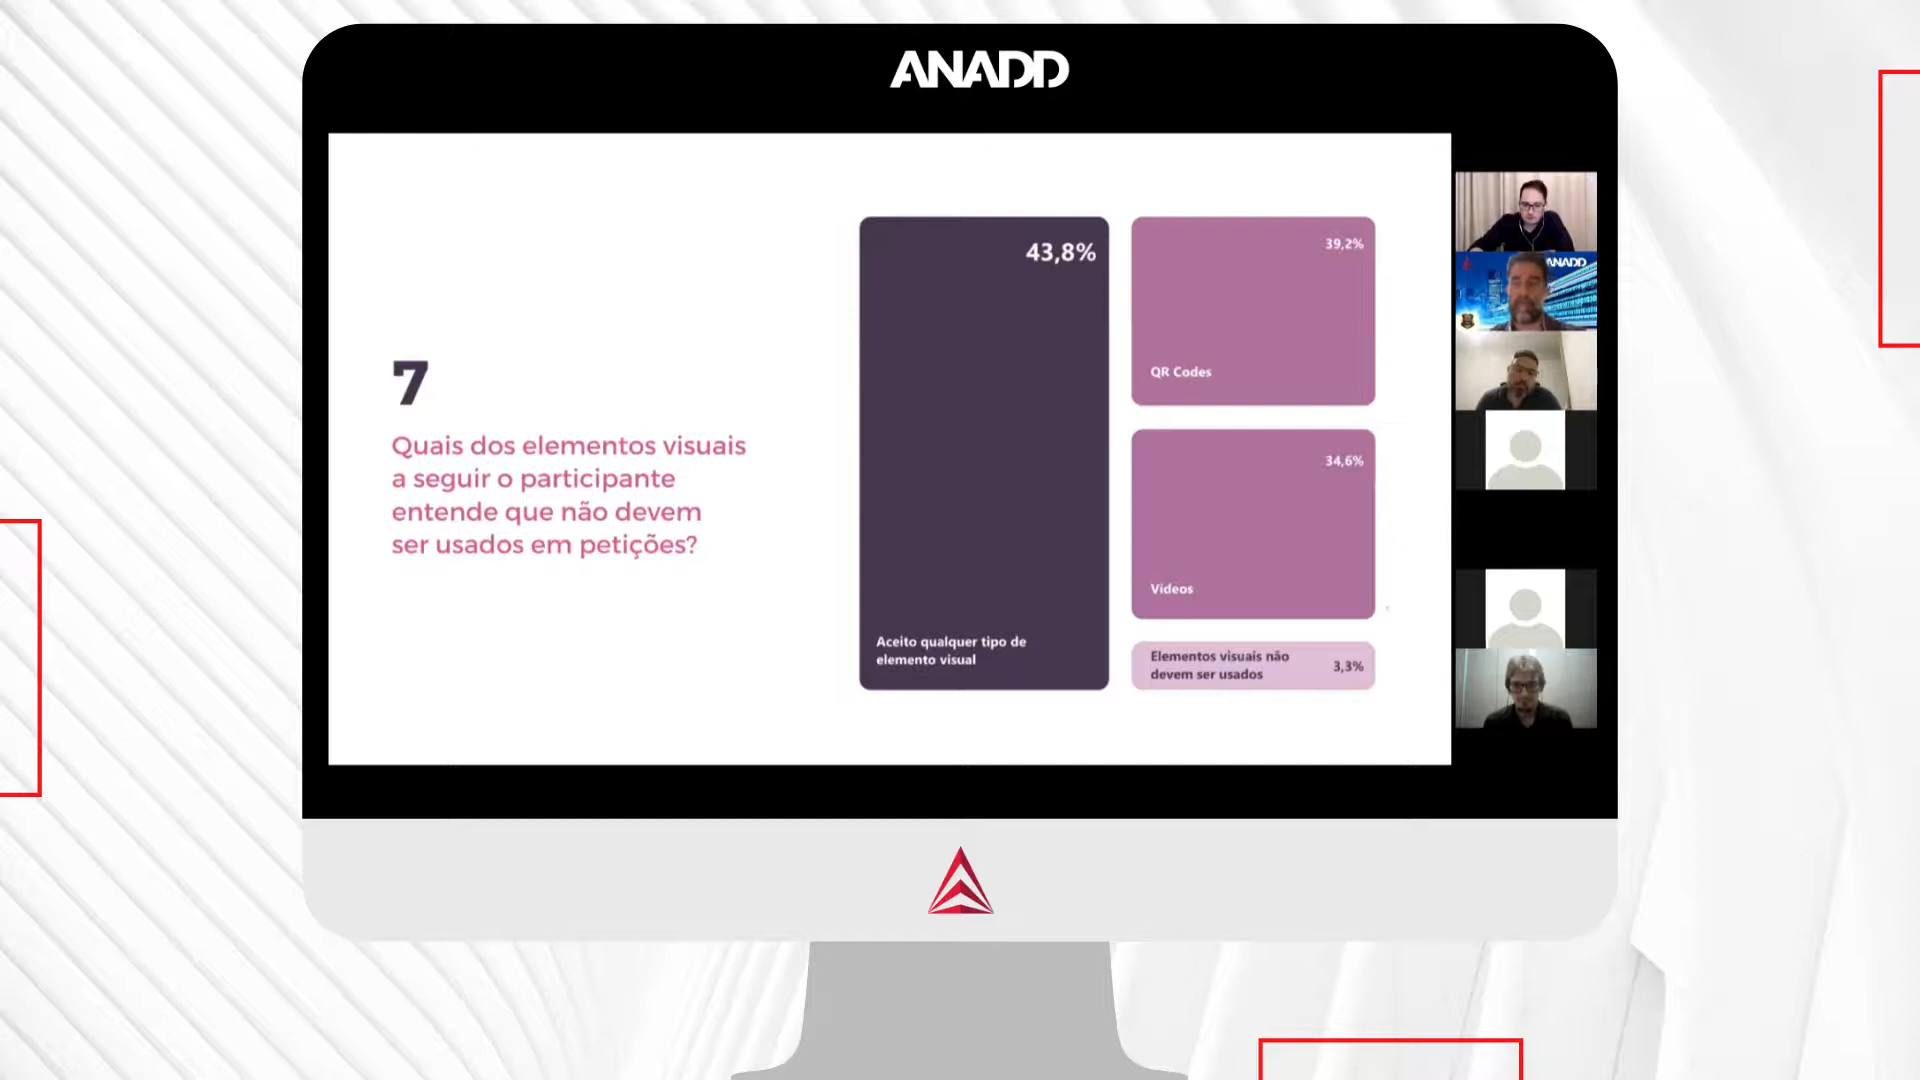 ANADD
7
Quais dos elementos visuais
a seguir o participante
entende que não devem
ser usados em petições?
43,8%
Aceito qualquer tipo de
elemento visual
39,2%
QR Codes
34,6%
Vídeos
Elementos visuais não
devem ser usados
3,3%
ANADD